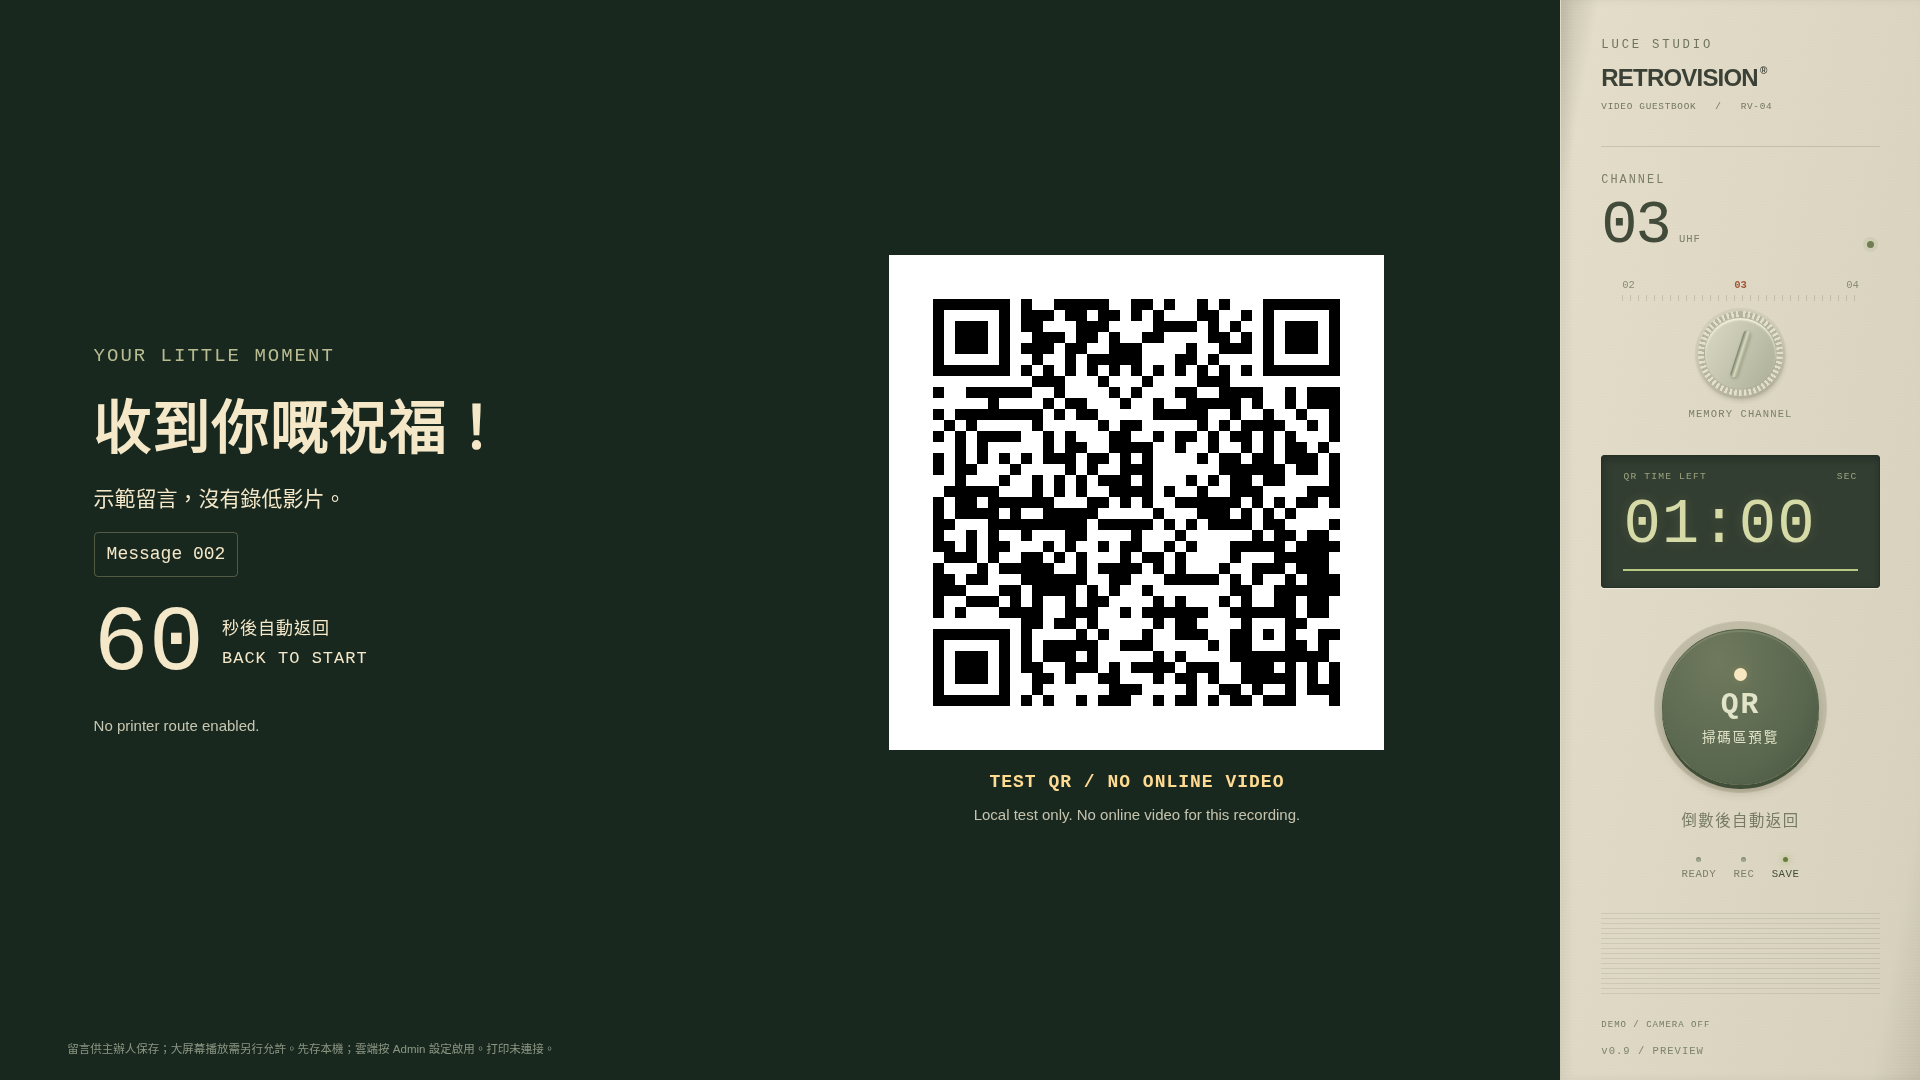 YOUR LITTLE MOMENT
收到你嘅祝福！
示範留言，沒有錄低影片。
Message 002
60
秒後自動返回
BACK TO START
No printer route enabled.
TEST QR / NO ONLINE VIDEO
Local test only. No online video for this recording.
留言供主辦人保存；大屏幕播放需另行允許。先存本機；雲端按 Admin 設定啟用。打印未連接。
LUCE STUDIO
RETROVISION®
VIDEO GUESTBOOK / RV-04
CHANNEL
03 UHF
02 03 04
MEMORY CHANNEL
QR TIME LEFT SEC
01:00
QR
掃碼區預覽
倒數後自動返回
READY REC SAVE
DEMO / CAMERA OFF
v0.9 / PREVIEW